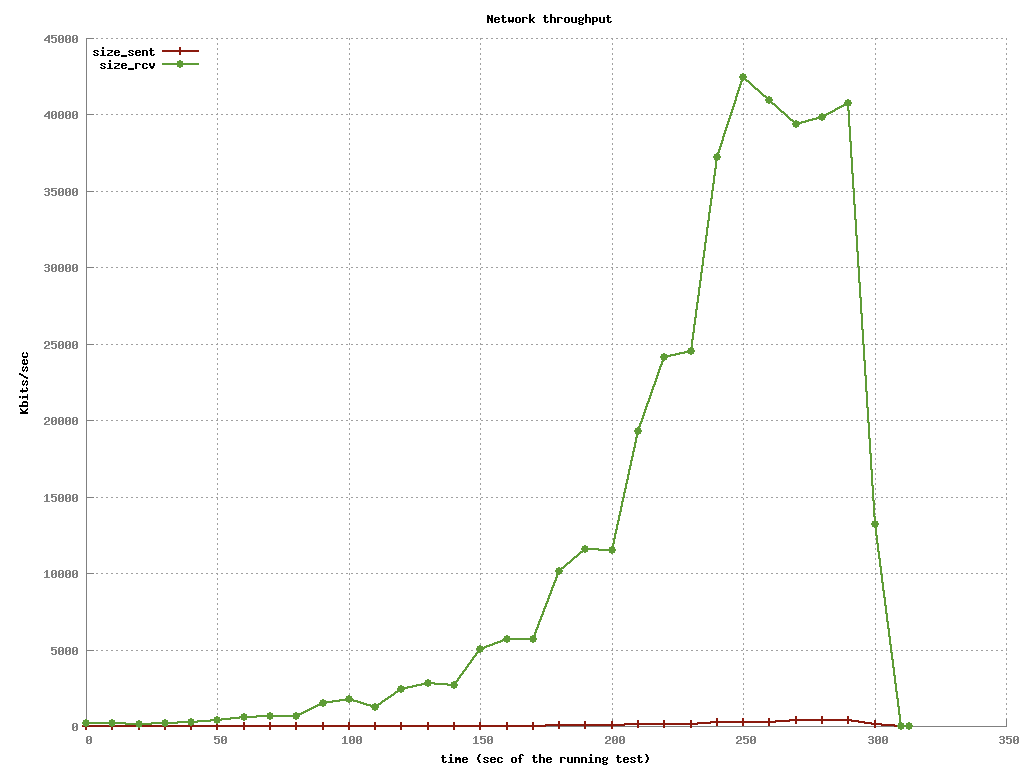 Network throughput
45000
size_sent
size_rcv
40000
35000
30000
25000
Kbits/sec
20000
15000
10000
5000
0
0 50 100 150 200 250 300 350
time (sec of the running test)